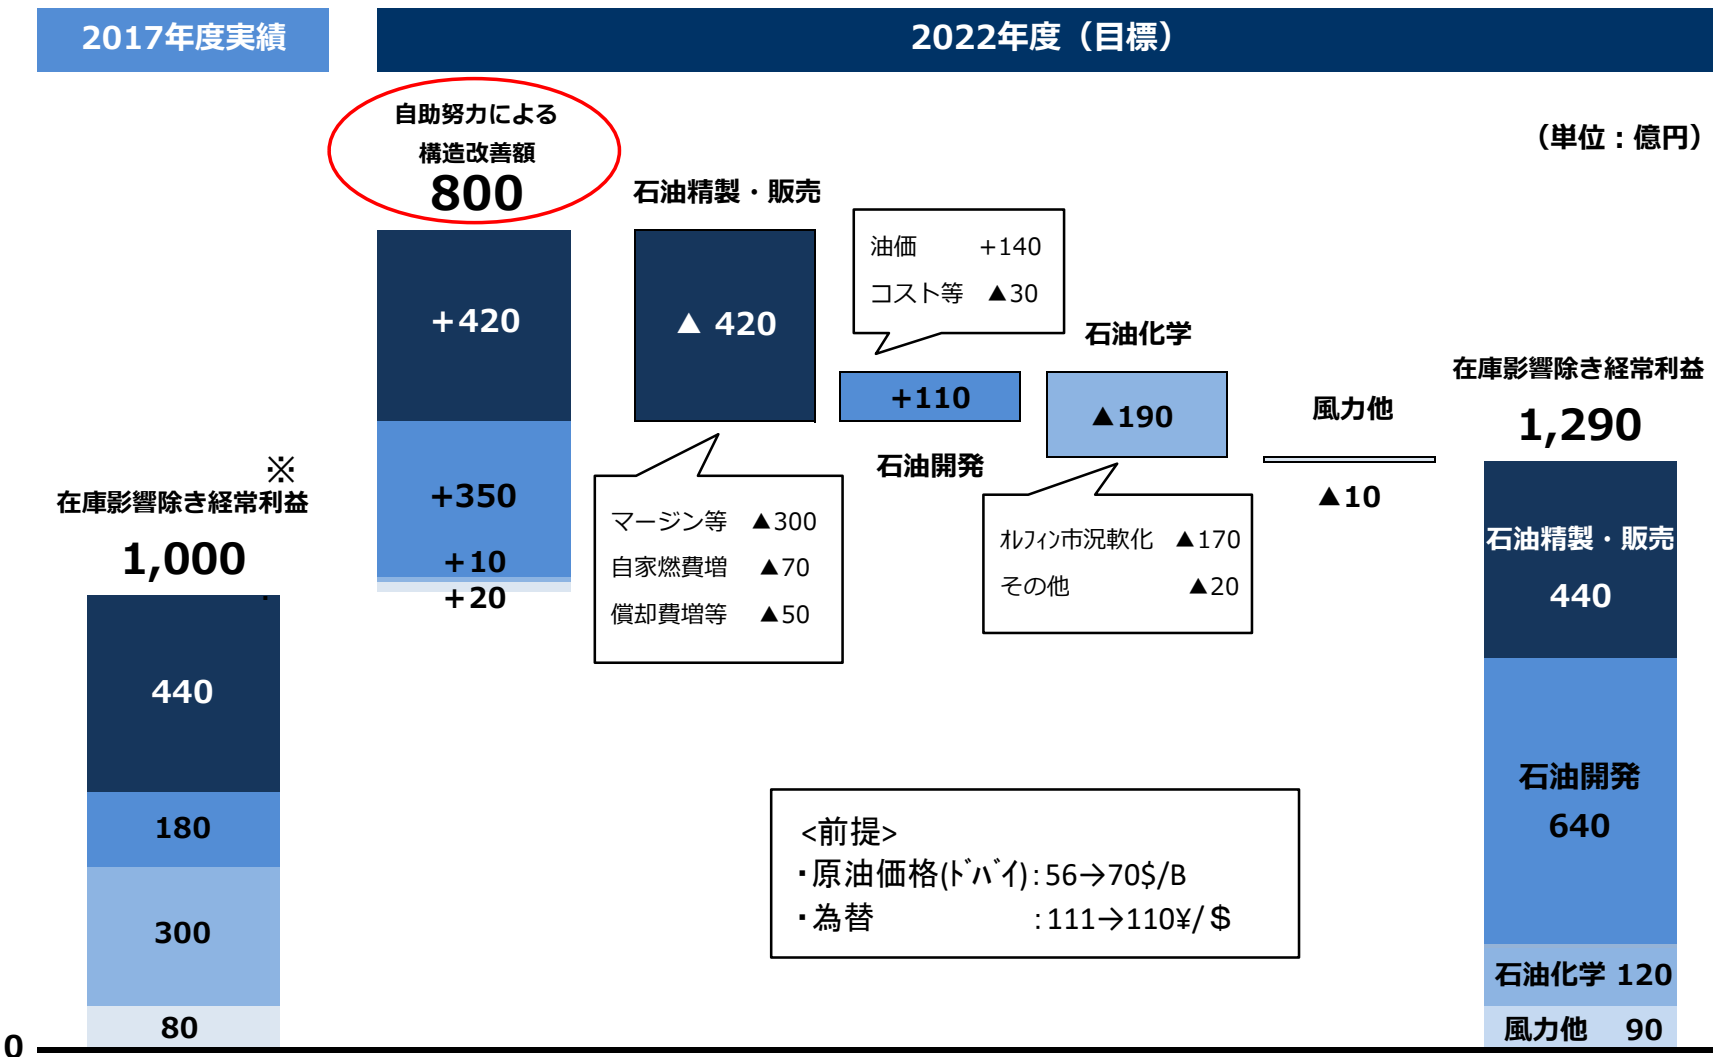 2017年度実績
2022年度（目標）
（単位：億円）
自助努力による
構造改善額
800
+420
+350
+10
+20
石油精製・販売
▲ 420
マージン等 ▲300
自家燃費増 ▲70
償却費増等 ▲50
油価 +140
コスト等 ▲30
+110
石油開発
石油化学
▲190
ｵﾚﾌｨﾝ市況軟化 ▲170
その他 ▲20
風力他
▲10
※
在庫影響除き経常利益
1,000
440
180
300
80
0
在庫影響除き経常利益
1,290
石油精製・販売
440
石油開発
640
石油化学 120
風力他 90
<前提>
・原油価格(ﾄﾞﾊﾞｲ)：56→70$/B
・為替 ：111→110¥/＄